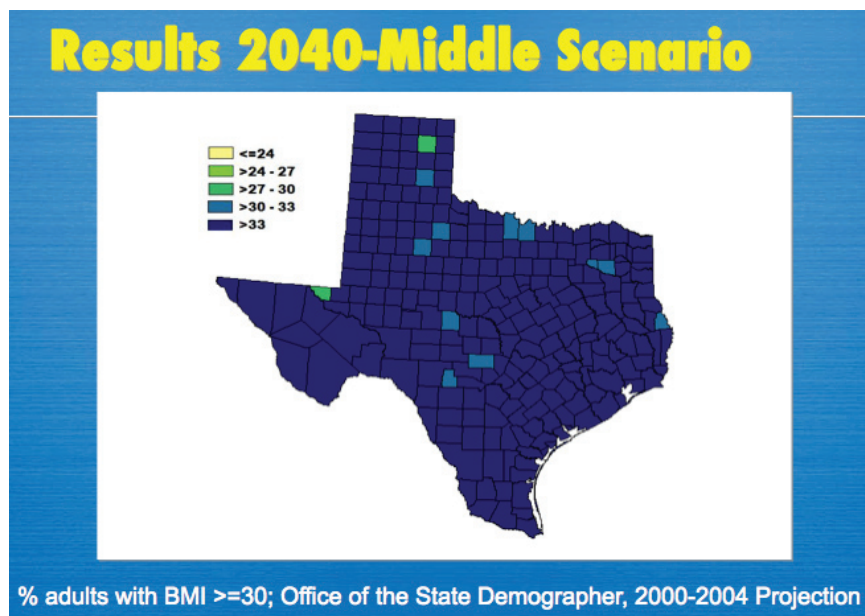 Results 2040-Middle Scenario
<=24
>24 - 27
>27 - 30
>30 - 33
>33
% adults with BMI >=30; Office of the State Demographer, 2000-2004 Projection